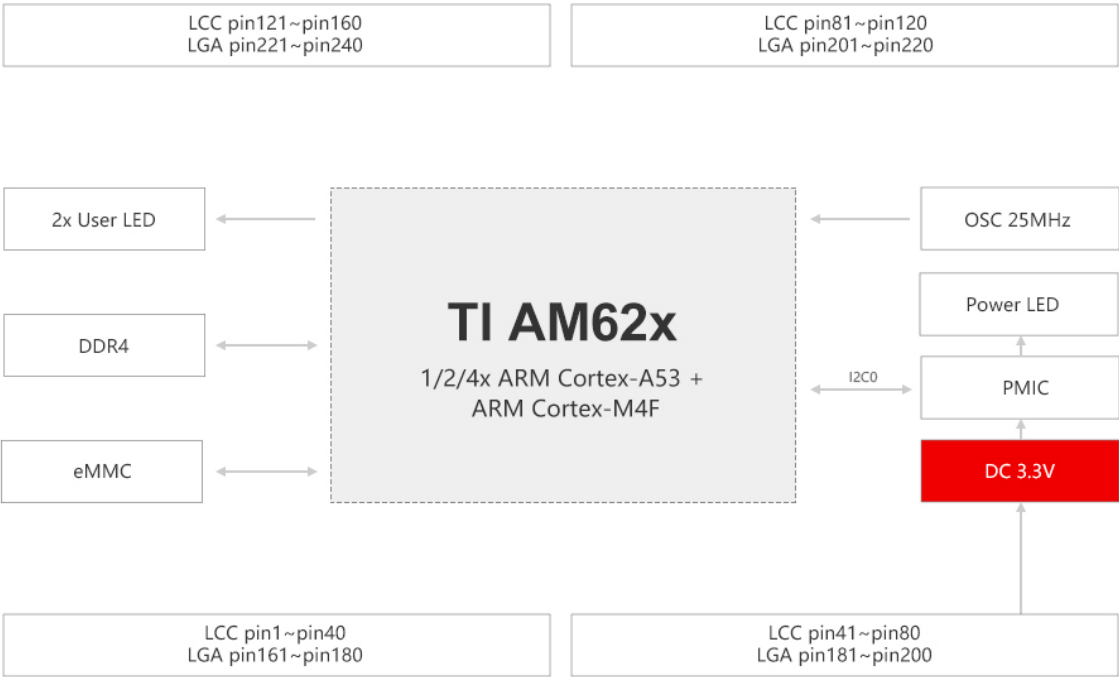 LCC pin121~pin160
LGA pin221~pin240
LCC pin81~pin120
LGA pin201~pin220
2x User LED
OSC 25MHz
Power LED
TI AM62x
DDR4
1/2/4x ARM Cortex-A53 +
ARM Cortex-M4F
I2C0
PMIC
eMMC
DC 3.3V
LCC pin1~pin40
LGA pin161~pin180
LCC pin41~pin80
LGA pin181~pin200